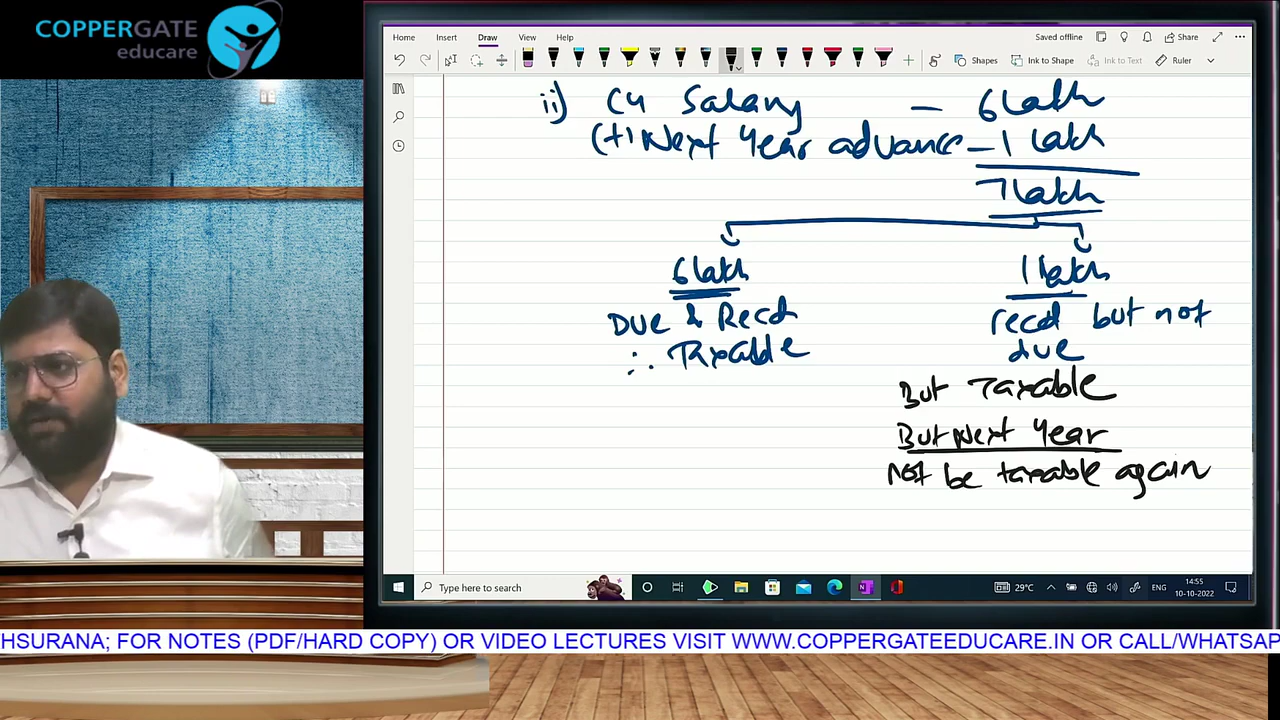 COPPERGATE
educare
Home Insert Draw View Help
Saved offline
Share
Shapes
Ink to Shape
Ink to Text
Ruler
ii) CY Salary - 6 lakh
(+) Next Year advance - 1 lakh
7 lakh
6 lakh
Due & Recd
∴ Taxable
1 lakh
recd but not
due
But Taxable
But Next Year
not be taxable again
Type here to search
29°C
ENG
14:55
10-10-2022
HSURANA; FOR NOTES (PDF/HARD COPY) OR VIDEO LECTURES VISIT WWW.COPPERGATEEDUCARE.IN OR CALL/WHATSAP